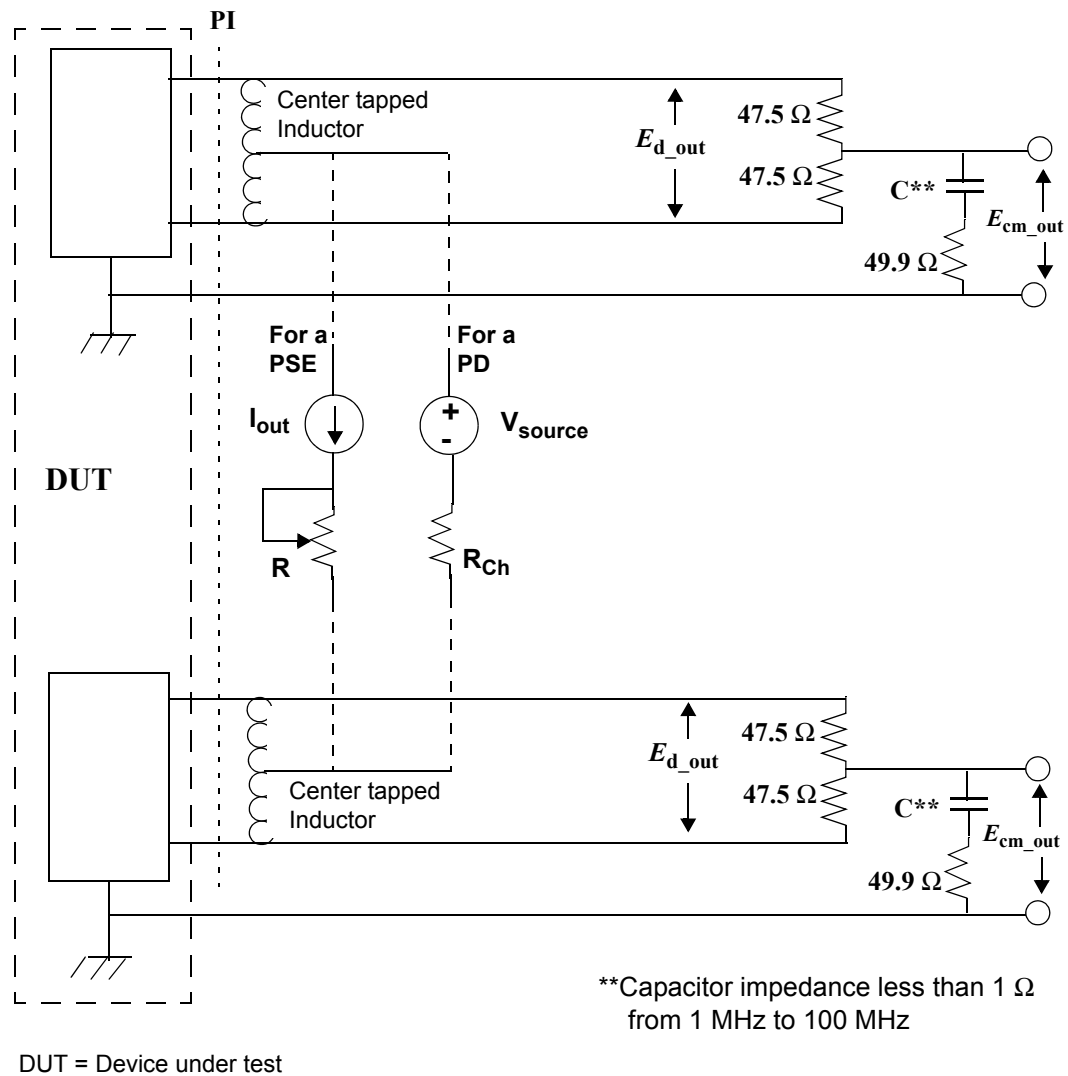 PI
Center tapped
Inductor
E_d_out
47.5 Ω
47.5 Ω
C**
49.9 Ω
E_cm_out
For a
PSE
For a
PD
I_out
+
-
V_source
DUT
R
R_Ch
E_d_out
47.5 Ω
47.5 Ω
Center tapped
Inductor
C**
49.9 Ω
E_cm_out
**Capacitor impedance less than 1 Ω
from 1 MHz to 100 MHz
DUT = Device under test